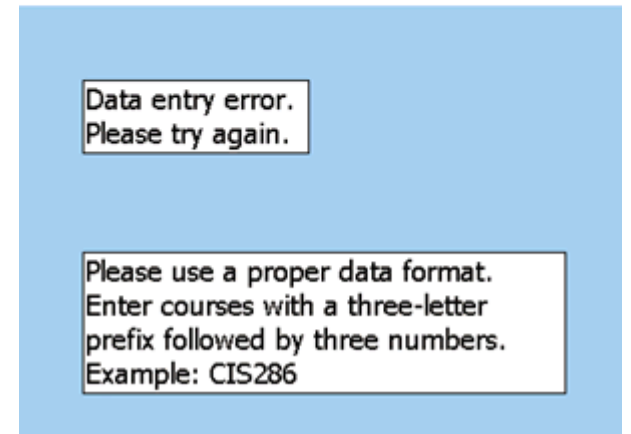 Data entry error.
Please try again.
Please use a proper data format.
Enter courses with a three-letter
prefix followed by three numbers.
Example: CIS286